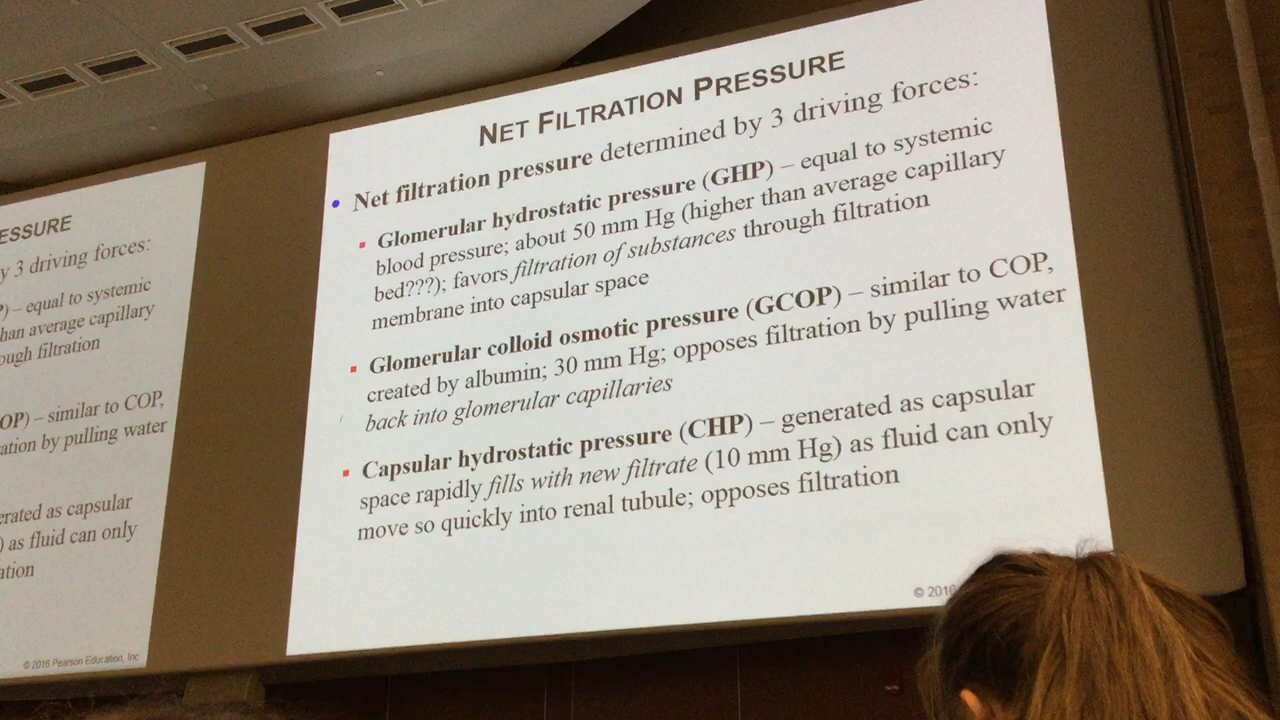 ESSURE
y 3 driving forces:
) – equal to systemic
han average capillary
ough filtration
OP) – similar to COP,
ation by pulling water
erated as capsular
) as fluid can only
ation
© 2016 Pearson Education, Inc
NET FILTRATION PRESSURE
• Net filtration pressure determined by 3 driving forces:
▪ Glomerular hydrostatic pressure (GHP) – equal to systemic
blood pressure; about 50 mm Hg (higher than average capillary
bed???); favors filtration of substances through filtration
membrane into capsular space
▪ Glomerular colloid osmotic pressure (GCOP) – similar to COP,
created by albumin; 30 mm Hg; opposes filtration by pulling water
back into glomerular capillaries
▪ Capsular hydrostatic pressure (CHP) – generated as capsular
space rapidly fills with new filtrate (10 mm Hg) as fluid can only
move so quickly into renal tubule; opposes filtration
© 2016